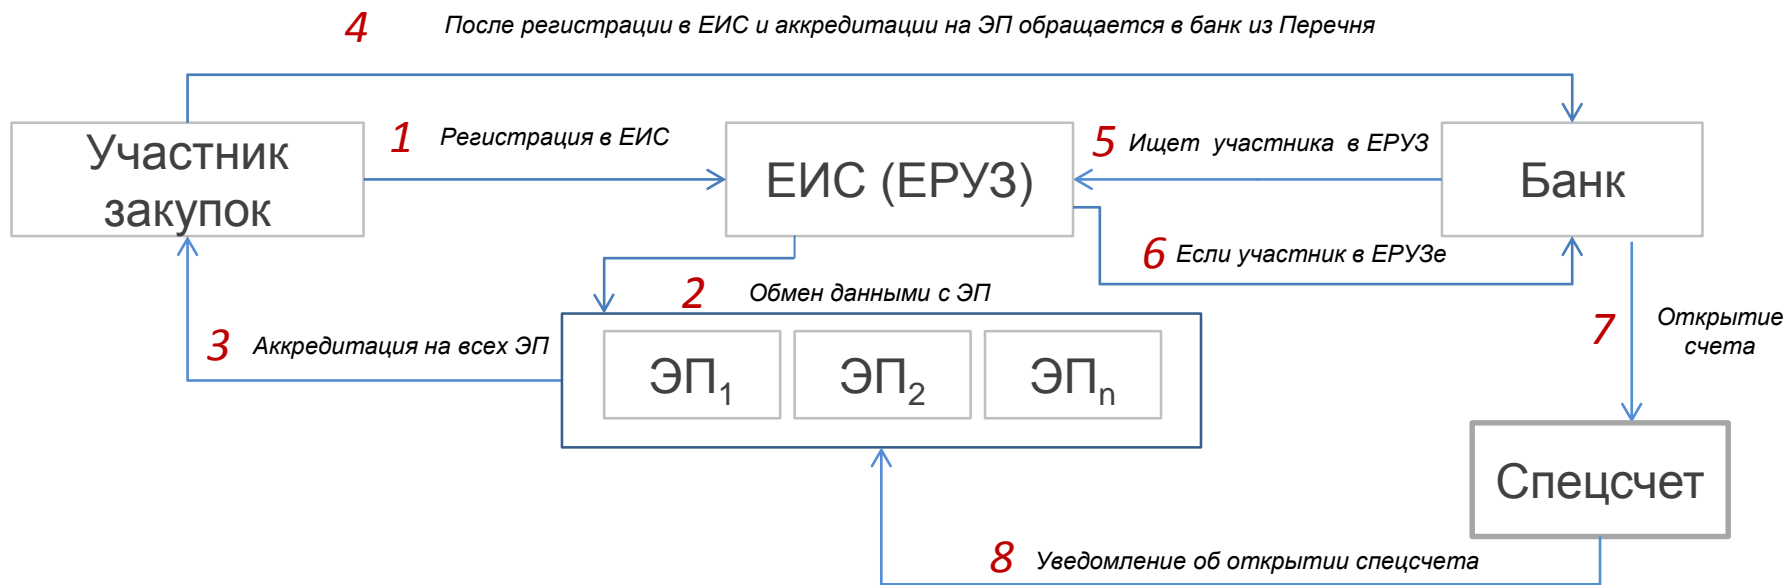 4 После регистрации в ЕИС и аккредитации на ЭП обращается в банк из Перечня
Участник
закупок
1 Регистрация в ЕИС
ЕИС (ЕРУЗ)
5 Ищет участника в ЕРУЗ
Банк
6 Если участник в ЕРУЗе
2 Обмен данными с ЭП
3 Аккредитация на всех ЭП
ЭП1 ЭП2 ЭПn
7 Открытие
счета
Спецсчет
8 Уведомление об открытии спецсчета